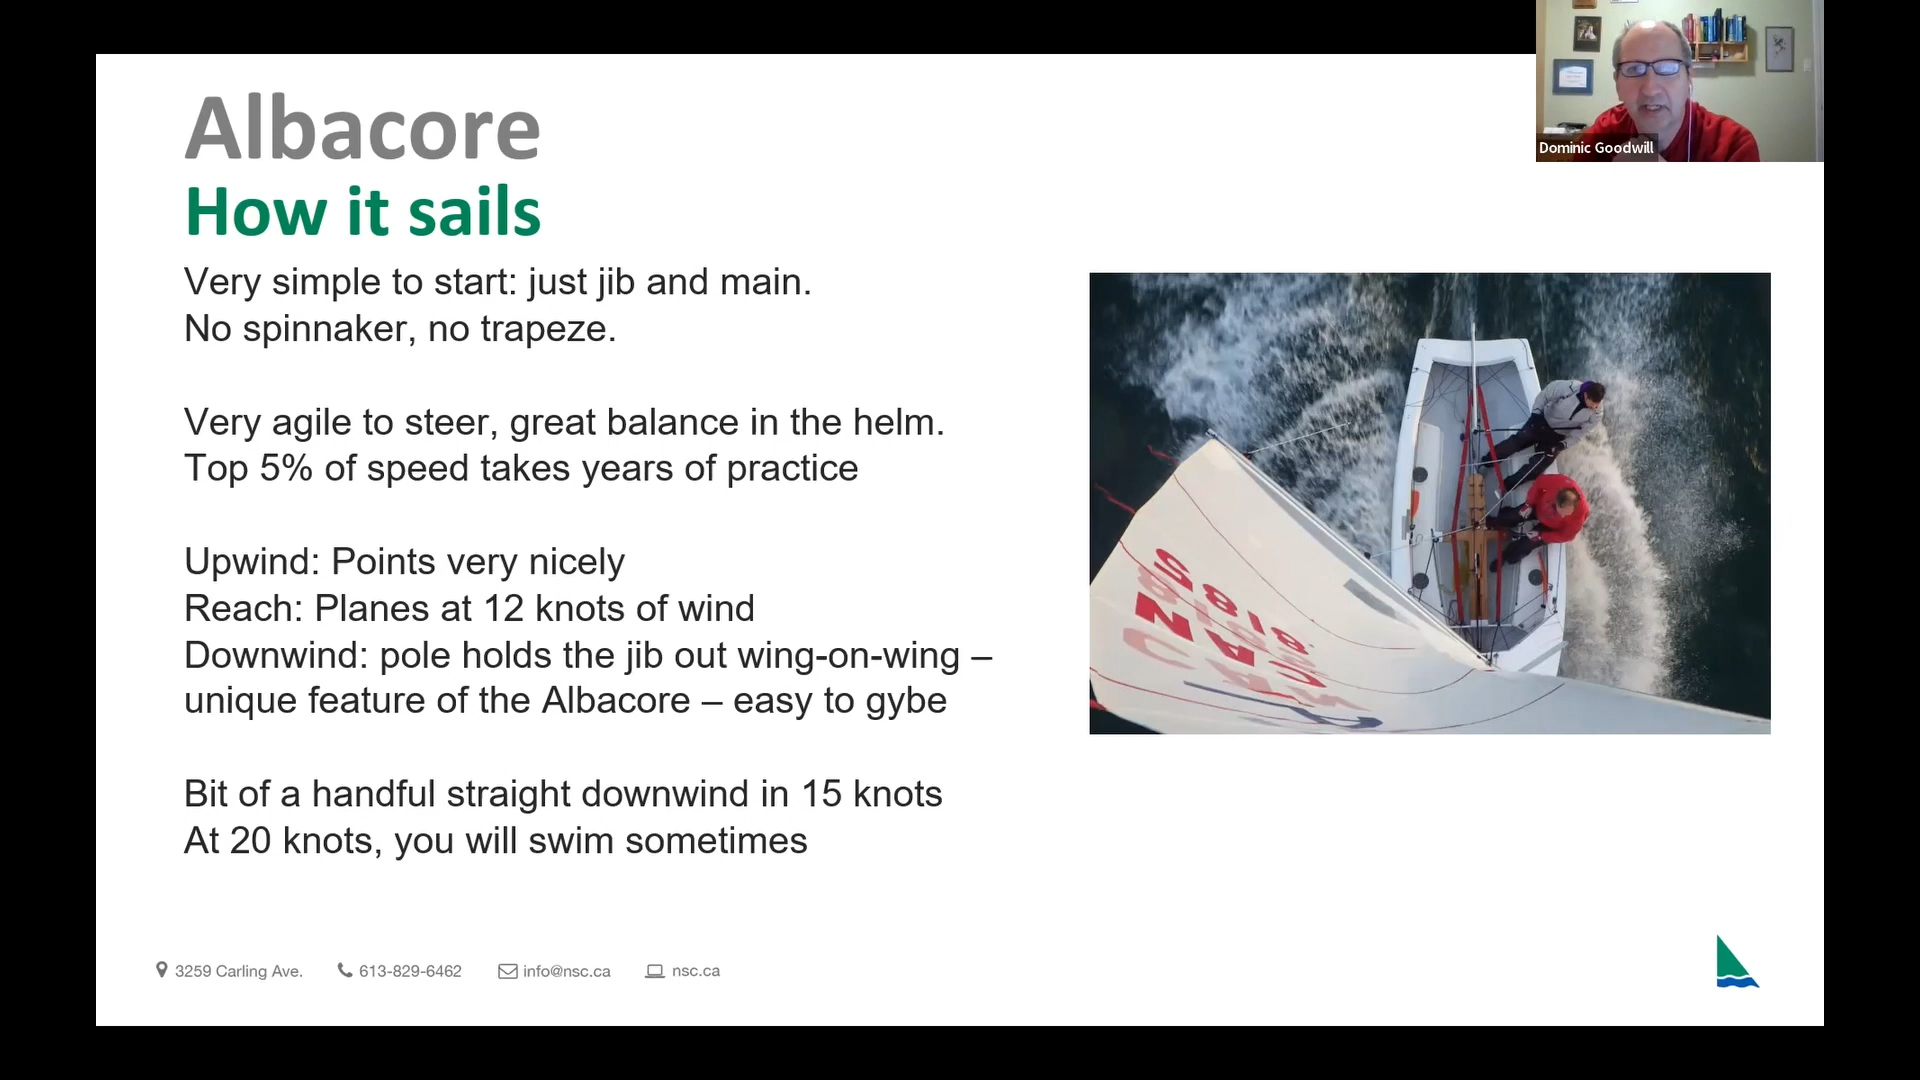 Albacore
How it sails
Very simple to start: just jib and main.
No spinnaker, no trapeze.
Very agile to steer, great balance in the helm.
Top 5% of speed takes years of practice
Upwind: Points very nicely
Reach: Planes at 12 knots of wind
Downwind: pole holds the jib out wing-on-wing –
unique feature of the Albacore – easy to gybe
Bit of a handful straight downwind in 15 knots
At 20 knots, you will swim sometimes
Dominic Goodwill
8185
CAN
3259 Carling Ave. 613-829-6462 info@nsc.ca nsc.ca